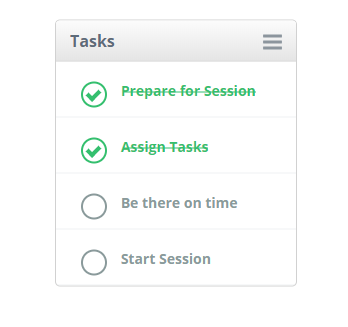 Tasks
Prepare for Session
Assign Tasks
Be there on time
Start Session